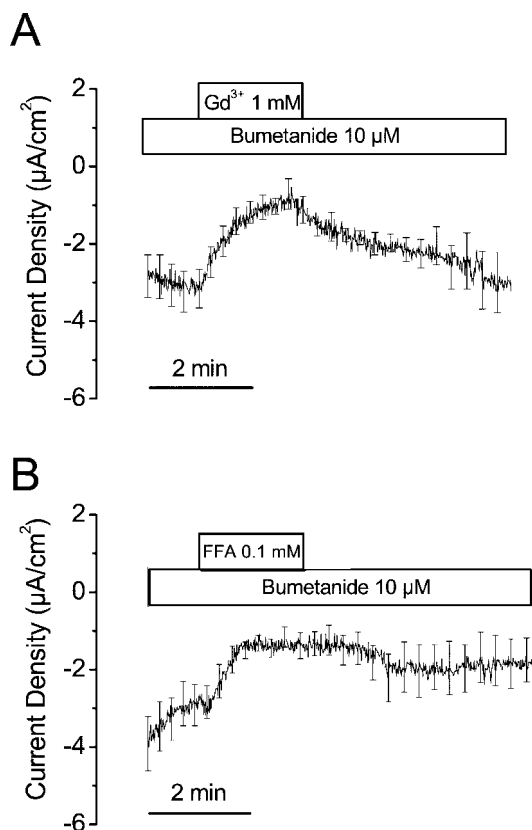 A
2
0
-2
-4
-6
Current Density (µA/cm²)
Gd³⁺ 1 mM
Bumetanide 10 µM
2 min
B
2
0
-2
-4
-6
Current Density (µA/cm²)
FFA 0.1 mM
Bumetanide 10 µM
2 min